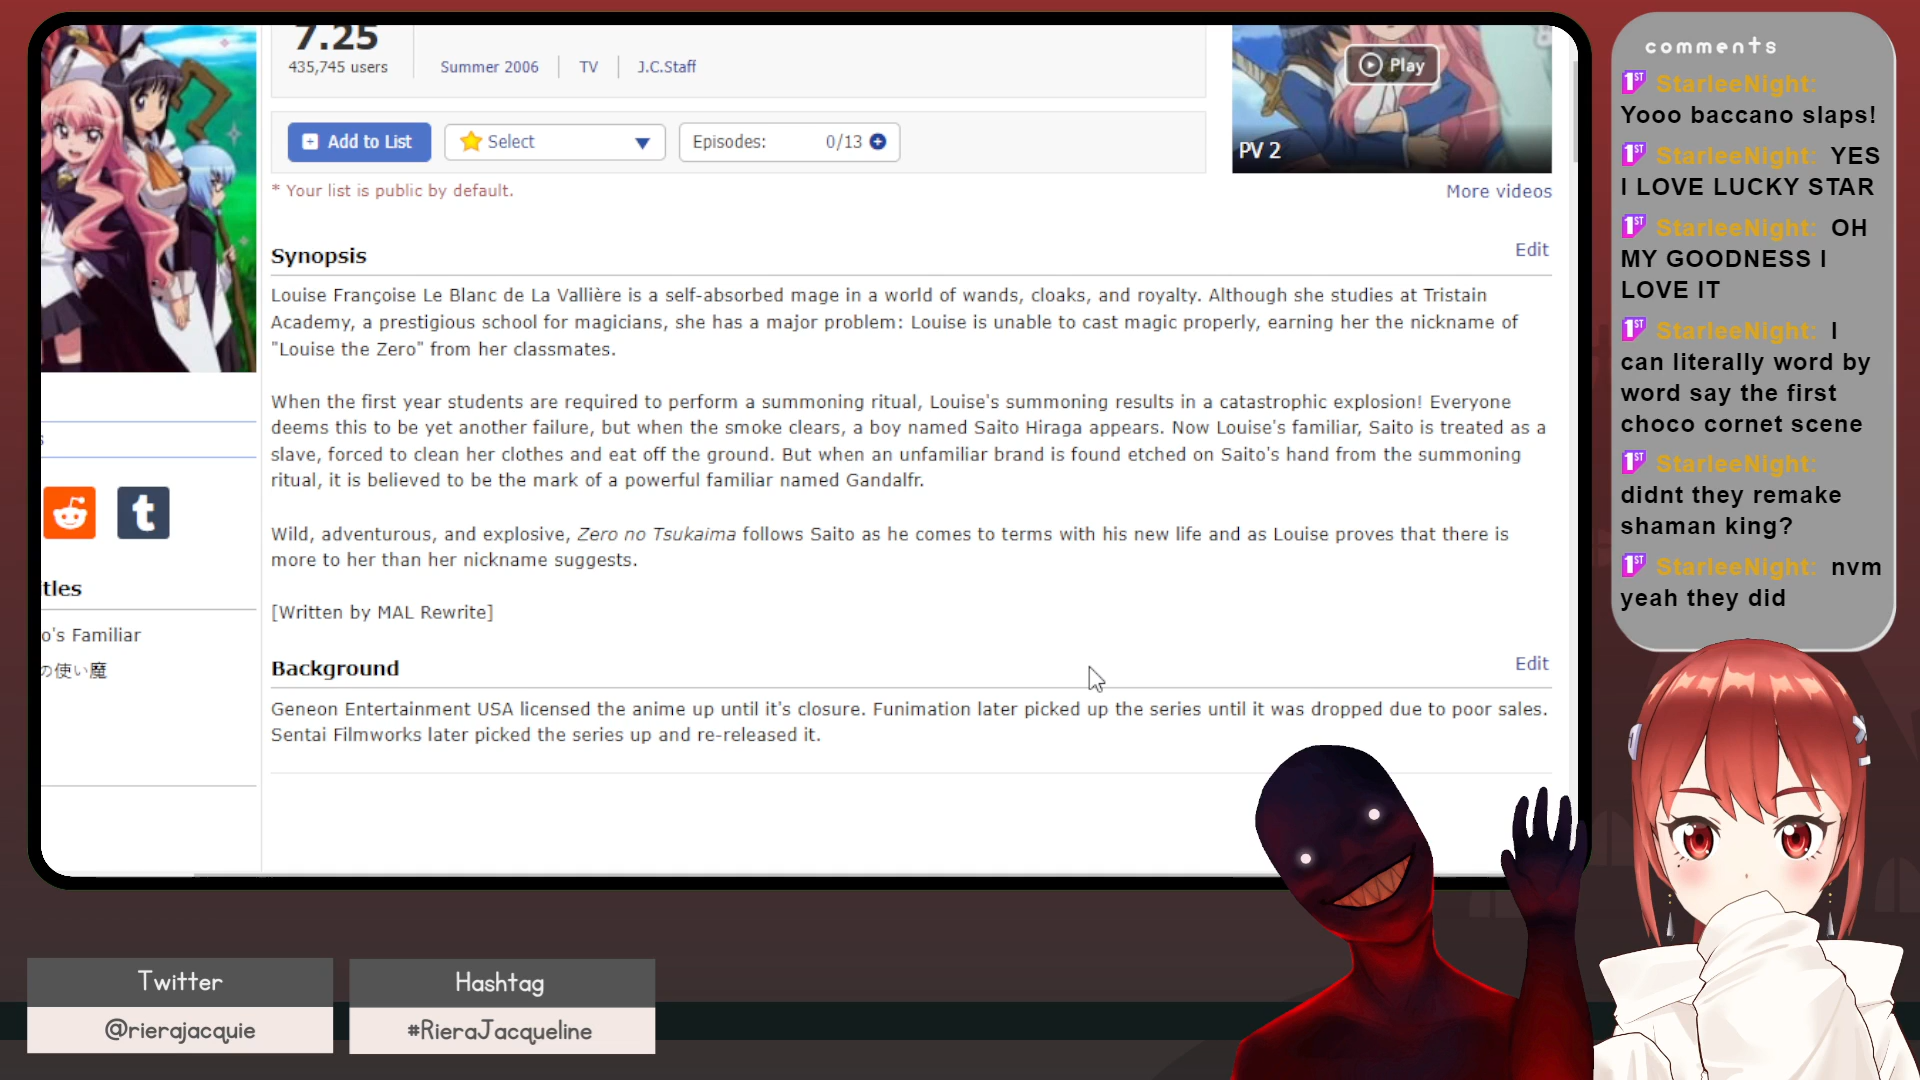 7.25
435,745 users
Summer 2006
TV
J.C.Staff
Add to List
Select
Episodes: 0/13
* Your list is public by default.
Play
PV 2
More videos
Synopsis
Edit
Louise Françoise Le Blanc de La Vallière is a self-absorbed mage in a world of wands, cloaks, and royalty. Although she studies at Tristain
Academy, a prestigious school for magicians, she has a major problem: Louise is unable to cast magic properly, earning her the nickname of
"Louise the Zero" from her classmates.
When the first year students are required to perform a summoning ritual, Louise's summoning results in a catastrophic explosion! Everyone
deems this to be yet another failure, but when the smoke clears, a boy named Saito Hiraga appears. Now Louise's familiar, Saito is treated as a
slave, forced to clean her clothes and eat off the ground. But when an unfamiliar brand is found etched on Saito's hand from the summoning
ritual, it is believed to be the mark of a powerful familiar named Gandalfr.
Wild, adventurous, and explosive, Zero no Tsukaima follows Saito as he comes to terms with his new life and as Louise proves that there is
more to her than her nickname suggests.
[Written by MAL Rewrite]
Background
Edit
Geneon Entertainment USA licensed the anime up until it's closure. Funimation later picked up the series until it was dropped due to poor sales.
Sentai Filmworks later picked the series up and re-released it.
s
t
tles
o's Familiar
の使い魔
comments
1ST StarleeNight:
Yooo baccano slaps!
1ST StarleeNight: YES
I LOVE LUCKY STAR
1ST StarleeNight: OH
MY GOODNESS I
LOVE IT
1ST StarleeNight: I
can literally word by
word say the first
choco cornet scene
1ST StarleeNight:
didnt they remake
shaman king?
1ST StarleeNight: nvm
yeah they did
Twitter
@rierajacquie
Hashtag
#RieraJacqueline